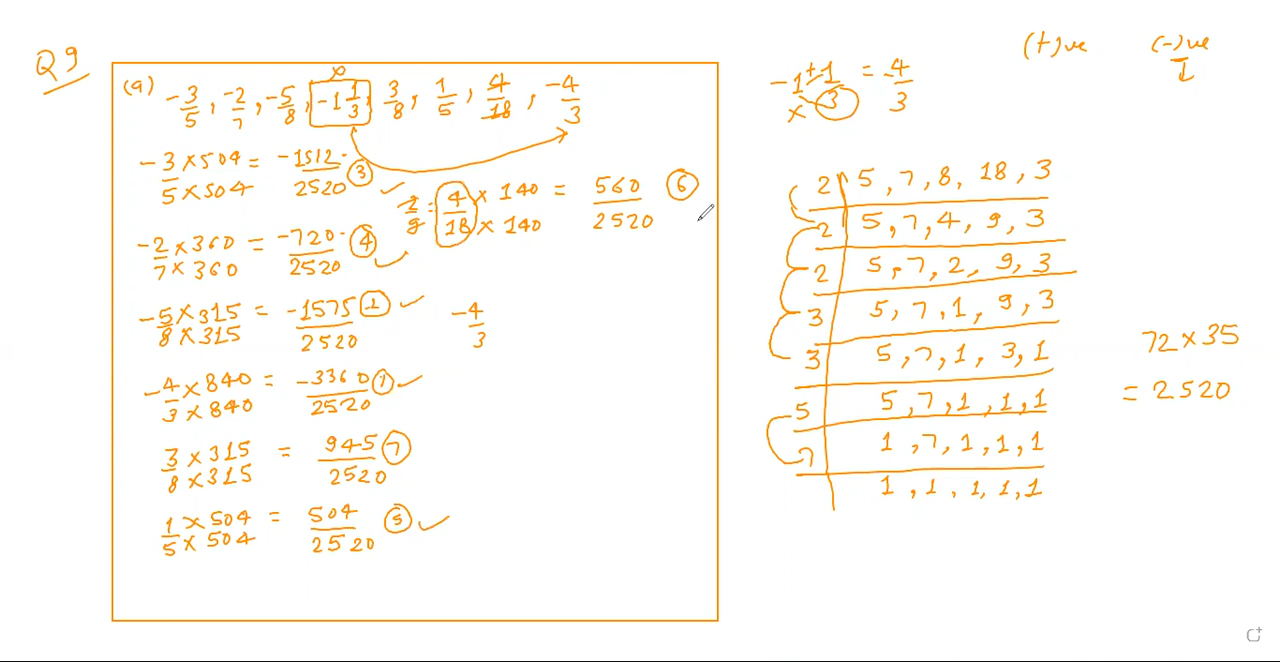 Q9
(a) -3/5, -2/7, -5/8, -1 1/3, 3/8, 1/5, 4/18, -4/3
-3 × 504 / 5 × 504 = -1512/2520 (3)
-2 × 360 / 7 × 360 = -720/2520 (4)
-5 × 315 / 8 × 315 = -1575/2520 (2)
-4 × 840 / 3 × 840 = -3360/2520 (1)
3 × 315 / 8 × 315 = 945/2520 (7)
1 × 504 / 5 × 504 = 504/2520 (5)
2/9 = 4/18 × 140 / × 140 = 560/2520 (6)
-4/3
-1 + 1 / × 3 = -4/3
(+)ve (-)ve
1
2 | 5, 7, 8, 18, 3
2 | 5, 7, 4, 9, 3
2 | 5, 7, 2, 9, 3
3 | 5, 7, 1, 9, 3
3 | 5, 7, 1, 3, 1
5 | 5, 7, 1, 1, 1
7 | 1, 7, 1, 1, 1
1, 1, 1, 1, 1
72 × 35
= 2520